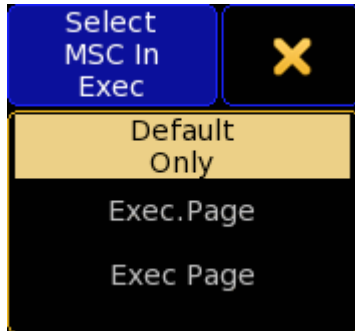 Select
MSC In
Exec
Default
Only
Exec.Page
Exec Page